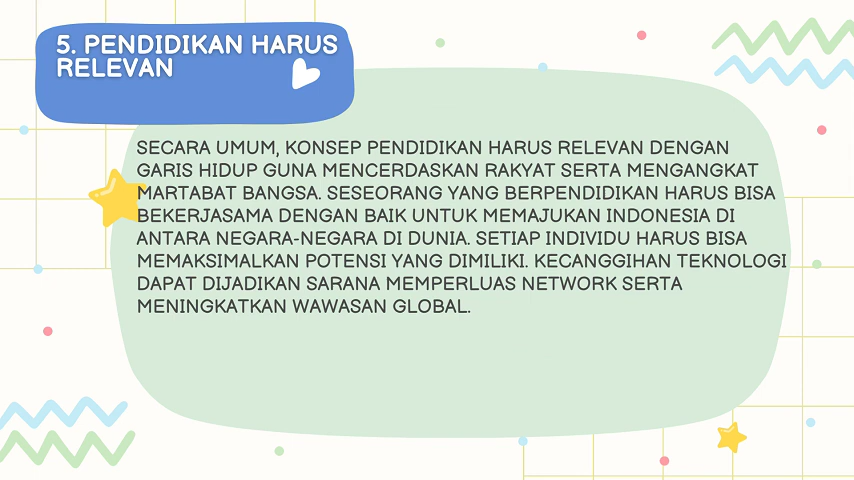 5. PENDIDIKAN HARUS
RELEVAN
SECARA UMUM, KONSEP PENDIDIKAN HARUS RELEVAN DENGAN
GARIS HIDUP GUNA MENCERDASKAN RAKYAT SERTA MENGANGKAT
MARTABAT BANGSA. SESEORANG YANG BERPENDIDIKAN HARUS BISA
BEKERJASAMA DENGAN BAIK UNTUK MEMAJUKAN INDONESIA DI
ANTARA NEGARA-NEGARA DI DUNIA. SETIAP INDIVIDU HARUS BISA
MEMAKSIMALKAN POTENSI YANG DIMILIKI. KECANGGIHAN TEKNOLOGI
DAPAT DIJADIKAN SARANA MEMPERLUAS NETWORK SERTA
MENINGKATKAN WAWASAN GLOBAL.